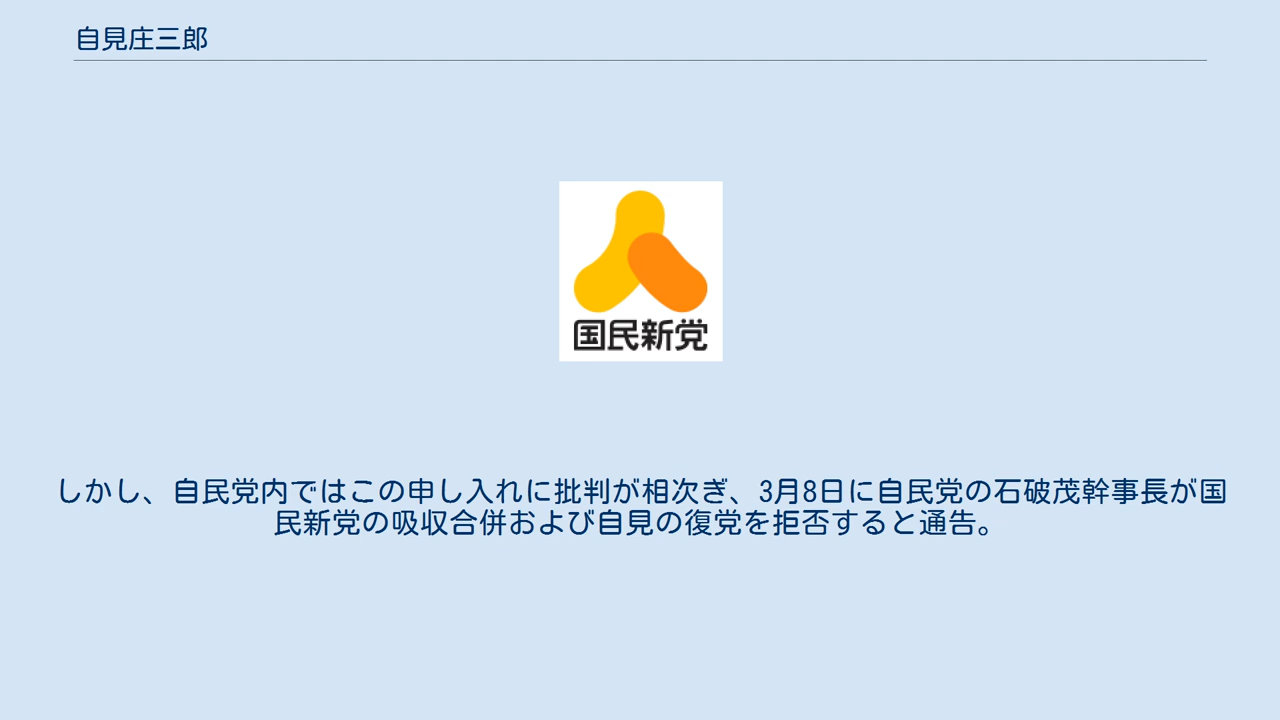 自見庄三郎
国民新党
しかし、自民党内ではこの申し入れに批判が相次ぎ、3月8日に自民党の石破茂幹事長が国
民新党の吸収合併および自見の復党を拒否すると通告。